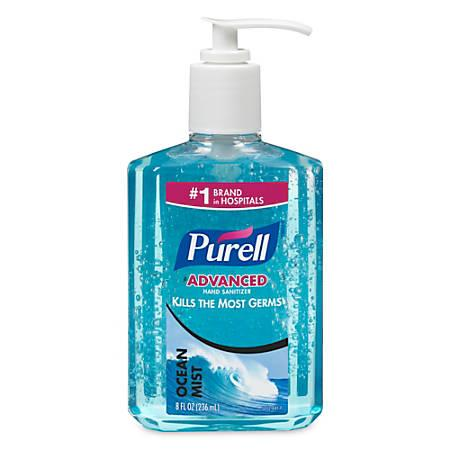 #1 BRAND
in HOSPITALS
Purell
ADVANCED
HAND SANITIZER
KILLS THE MOST GERMS
OCEAN
MIST
8 FL OZ (236 mL)